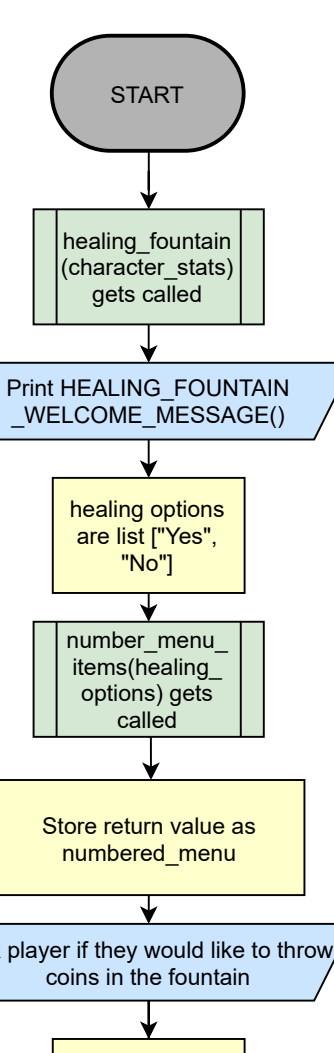 START
healing_fountain
(character_stats)
gets called
Print HEALING_FOUNTAIN
_WELCOME_MESSAGE()
healing options
are list ["Yes",
"No"]
number_menu_
items(healing_
options) gets
called
Store return value as
numbered_menu
player if they would like to throw
coins in the fountain